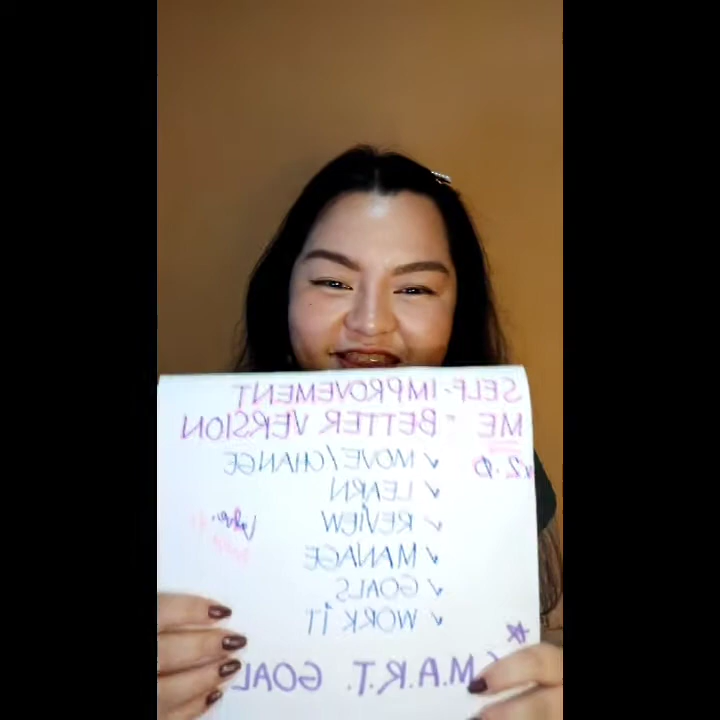 SELF-IMPROVEMENT
ME - BETTER VERSION
v2.0
✓ MOVE/CHANGE
✓ LEARN
✓ REVIEW
✓ MANAGE
✓ GOALS
✓ WORK iT
* S.M.A.R.T. GOAL